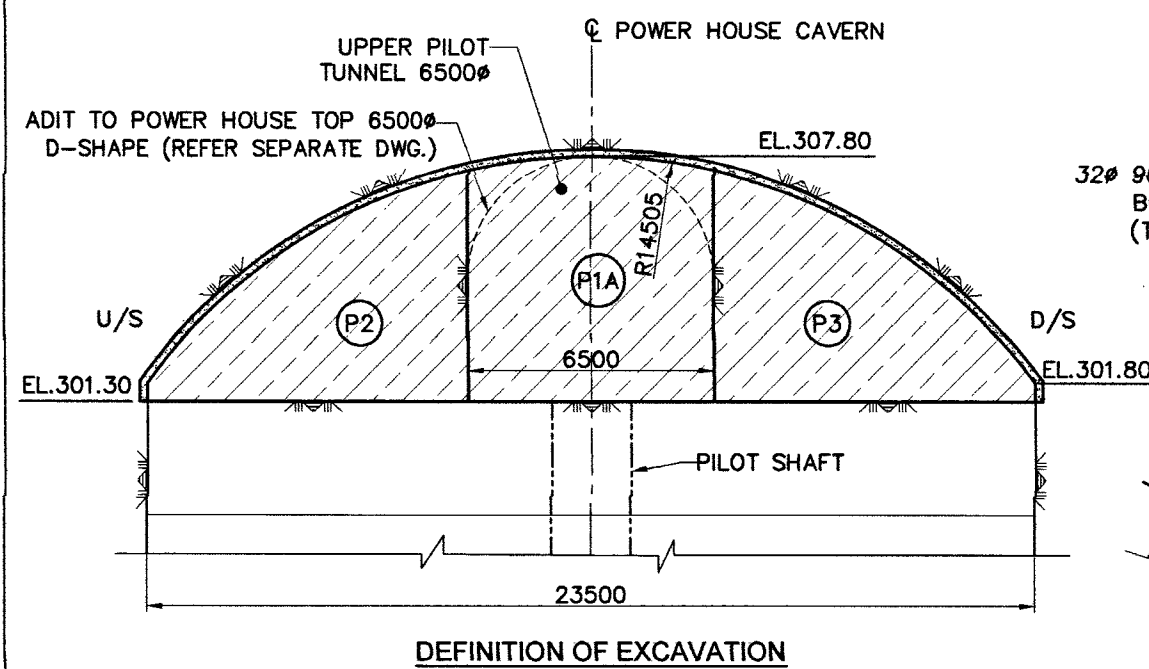 ℄ POWER HOUSE CAVERN
UPPER PILOT
TUNNEL 6500ø
ADIT TO POWER HOUSE TOP 6500ø
D-SHAPE (REFER SEPARATE DWG.)
EL.307.80
32ø
B
(T
R14505
P1A
P2
P3
U/S
D/S
6500
EL.301.30
EL.301.80
PILOT SHAFT
23500
DEFINITION OF EXCAVATION